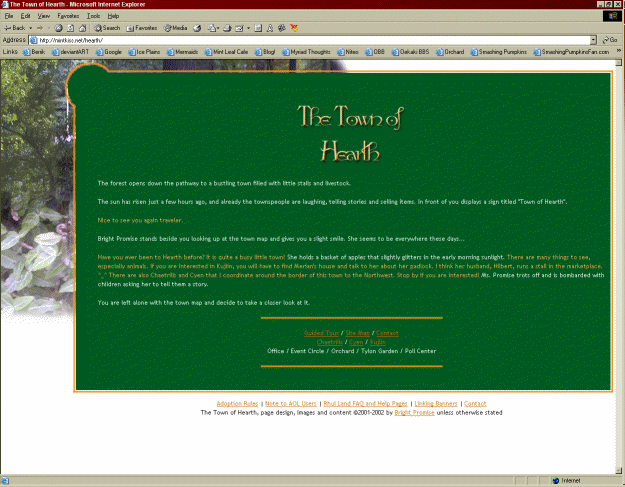 The Town of Hearth - Microsoft Internet Explorer
File Edit View Favorites Tools Help
Back Search Favorites Media
Address http://mintkiss.net/hearth/ Go
Links Bank deviantART Google Ice Plains Mermaids Mint Leaf Cafe Blog! Myriad Thoughts Nites OBB Oekaki BBS Orchard Smashing Pumpkins SmashingPumpkinsFan.com
The Town of
Hearth
The forest opens down the pathway to a bustling town filled with little stalls and livestock.
The sun has risen just a few hours ago, and already the townspeople are laughing, telling stories and selling items. In front of you displays a sign titled "Town of Hearth".
Nice to see you again traveler.
Bright Promise stands beside you looking up at the town map and gives you a slight smile. She seems to be everywhere these days...
Have you ever been to Hearth before? It is quite a busy little town! She holds a basket of apples that slightly glitters in the early morning sunlight. There are many things to see,
especially animals. If you are interested in Kujiin, you will have to find Merian's house and talk to her about her padlock. I think her husband, Hilbert, runs a stall in the marketplace
^_^ There are also Chaetrills and Cyen that I coordinate around the border of this town to the Northwest. Stop by if you are interested! Ms. Promise trots off and is bombarded with
children asking her to tell them a story.
You are left alone with the town map and decide to take a closer look at it.
Guided Tour / Site Map / Contact
Chaetrills / Cyen / Kujiin
Office / Event Circle / Orchard / Tylon Garden / Poll Center
Adoption Rules | Note to AOL Users | Rhul Land FAQ and Help Pages | Linking Banners | Contact
The Town of Hearth, page design, images and content ©2001-2002 by Bright Promise unless otherwise stated
Internet